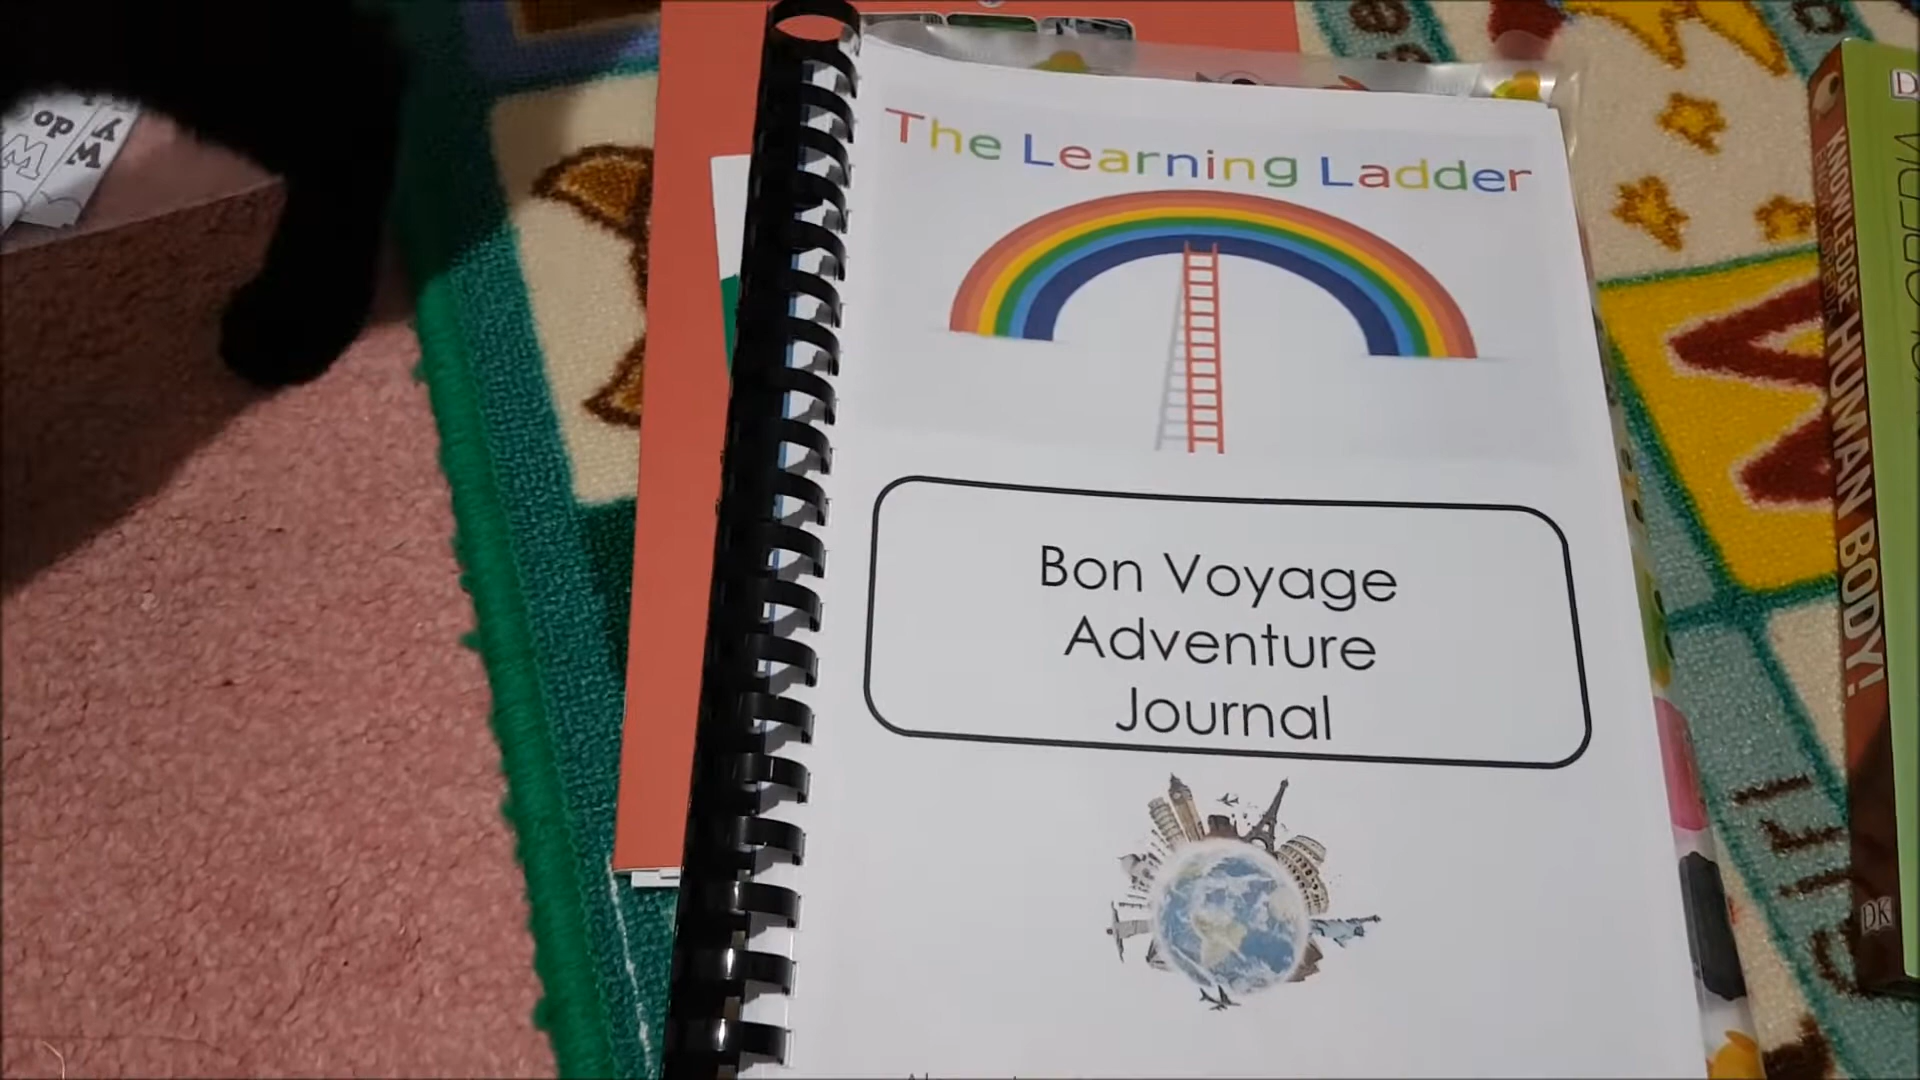 The Learning Ladder
Bon Voyage
Adventure
Journal
KNOWLEDGE
HUMAN BODY!
DK